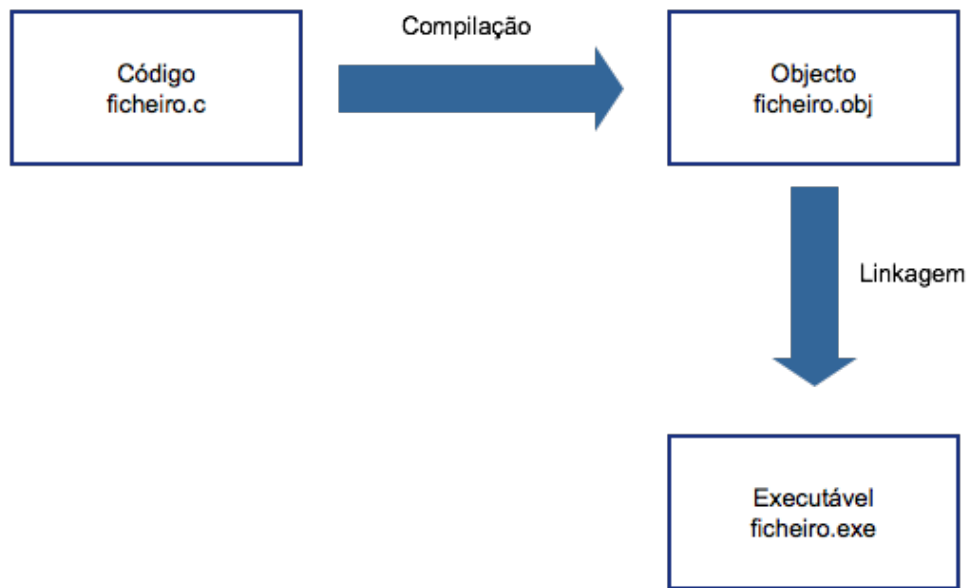 Código
ficheiro.c
Compilação
Objecto
ficheiro.obj
Linkagem
Executável
ficheiro.exe